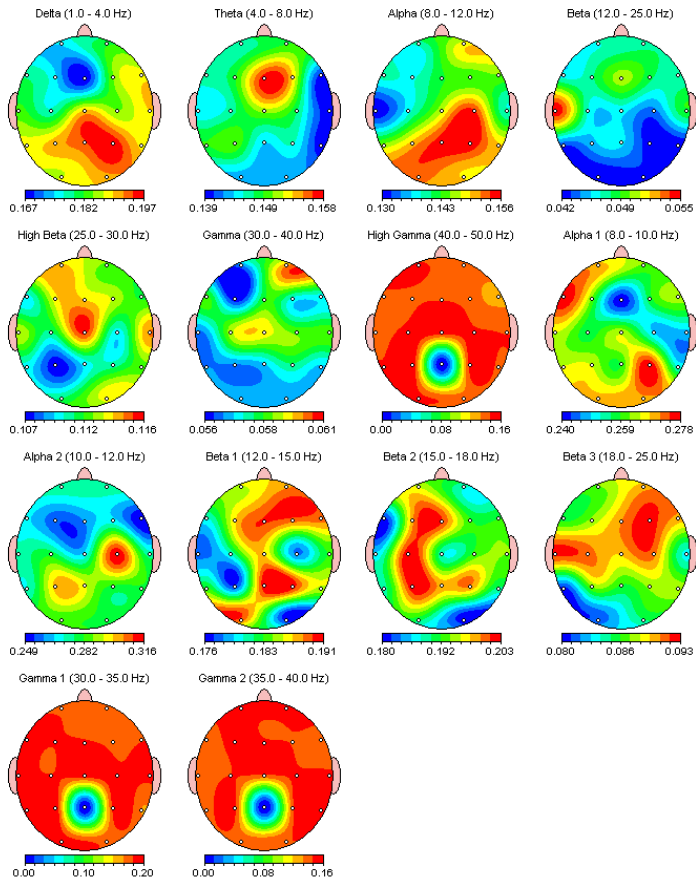 Delta (1.0 - 4.0 Hz) Theta (4.0 - 8.0 Hz) Alpha (8.0 - 12.0 Hz) Beta (12.0 - 25.0 Hz)
0.167 0.182 0.197 0.139 0.149 0.158 0.130 0.143 0.156 0.042 0.049 0.055
High Beta (25.0 - 30.0 Hz) Gamma (30.0 - 40.0 Hz) High Gamma (40.0 - 50.0 Hz) Alpha 1 (8.0 - 10.0 Hz)
0.107 0.112 0.116 0.056 0.058 0.061 0.00 0.08 0.16 0.240 0.259 0.278
Alpha 2 (10.0 - 12.0 Hz) Beta 1 (12.0 - 15.0 Hz) Beta 2 (15.0 - 18.0 Hz) Beta 3 (18.0 - 25.0 Hz)
0.249 0.282 0.316 0.176 0.183 0.191 0.180 0.192 0.203 0.080 0.086 0.093
Gamma 1 (30.0 - 35.0 Hz) Gamma 2 (35.0 - 40.0 Hz)
0.00 0.10 0.20 0.00 0.08 0.16